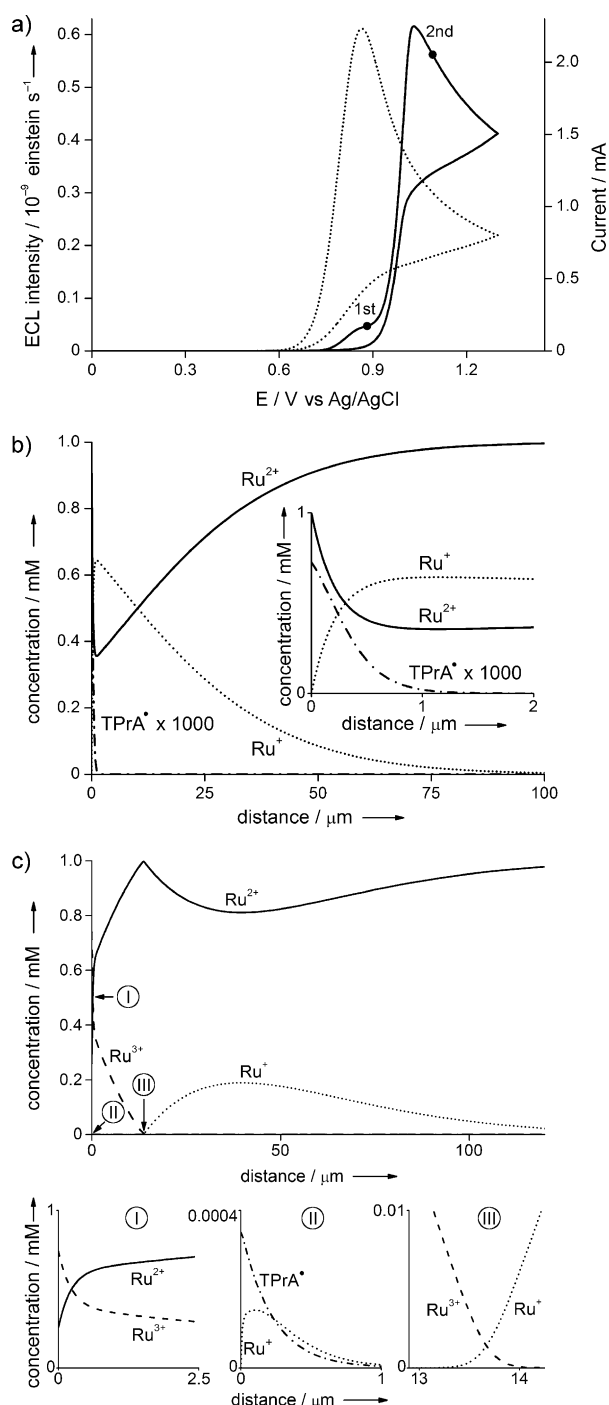 a)
ECL intensity / 10⁻⁹ einstein s⁻¹
0.6
0.5
0.4
0.3
0.2
0.1
0
2nd
1st
2.0
1.5
1.0
0.5
0
Current / mA
0 0.3 0.6 0.9 1.2
E / V vs Ag/AgCl
b)
concentration / mM
1.0
0.8
0.6
0.4
0.2
0
Ru²⁺
TPrA• x 1000
Ru⁺
concentration / mM
1
0
Ru⁺
Ru²⁺
TPrA• x 1000
0 1 2
distance / μm
0 25 50 75 100
distance / μm
c)
concentration / mM
1.0
0.8
0.6
0.4
0.2
0
Ru²⁺
I
Ru³⁺
II
III
Ru⁺
0 50 100
distance / μm
concentration / mM
1
0
I
Ru²⁺
Ru³⁺
0 2.5
0.0004
0
II
TPrA•
Ru⁺
0 1
0.01
0
III
Ru³⁺
Ru⁺
13 14
distance / μm